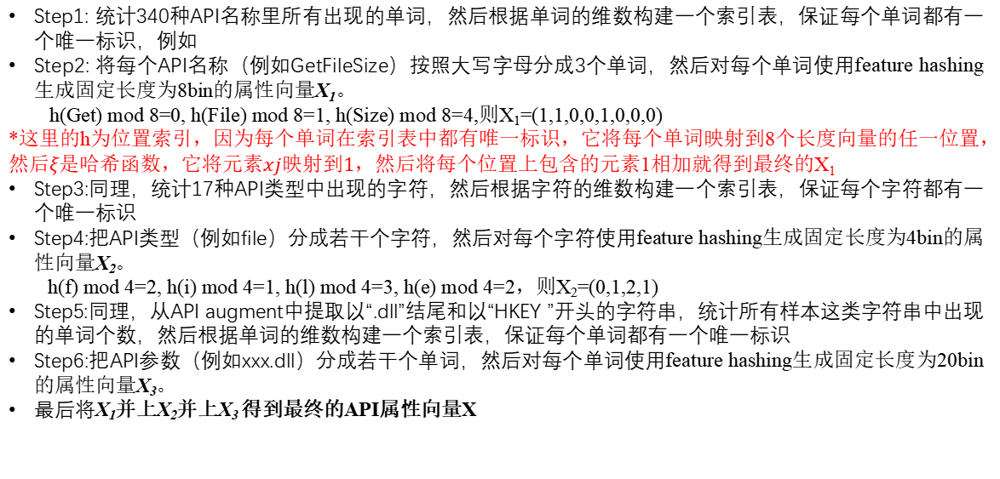 • Step1: 统计340种API名称里所有出现的单词，然后根据单词的维数构建一个索引表，保证每个单词都有一
个唯一标识，例如
• Step2: 将每个API名称（例如GetFileSize）按照大写字母分成3个单词，然后对每个单词使用feature hashing
生成固定长度为8bin的属性向量X₁。
h(Get) mod 8=0, h(File) mod 8=1, h(Size) mod 8=4,则X₁=(1,1,0,0,1,0,0,0)
*这里的h为位置索引，因为每个单词在索引表中都有唯一标识，它将每个单词映射到8个长度向量的任一位置，
然后ξ是哈希函数，它将元素xj映射到1，然后将每个位置上包含的元素1相加就得到最终的X₁
• Step3:同理，统计17种API类型中出现的字符，然后根据字符的维数构建一个索引表，保证每个字符都有一
个唯一标识
• Step4:把API类型（例如file）分成若干个字符，然后对每个字符使用feature hashing生成固定长度为4bin的属
性向量X₂。
h(f) mod 4=2, h(i) mod 4=1, h(l) mod 4=3, h(e) mod 4=2，则X₂=(0,1,2,1)
• Step5:同理，从API augment中提取以“.dll”结尾和以“HKEY ”开头的字符串，统计所有样本这类字符串中出现
的单词个数，然后根据单词的维数构建一个索引表，保证每个单词都有一个唯一标识
• Step6:把API参数（例如xxx.dll）分成若干个单词，然后对每个单词使用feature hashing生成固定长度为20bin
的属性向量X₃。
• 最后将X₁并上X₂并上X₃ 得到最终的API属性向量X